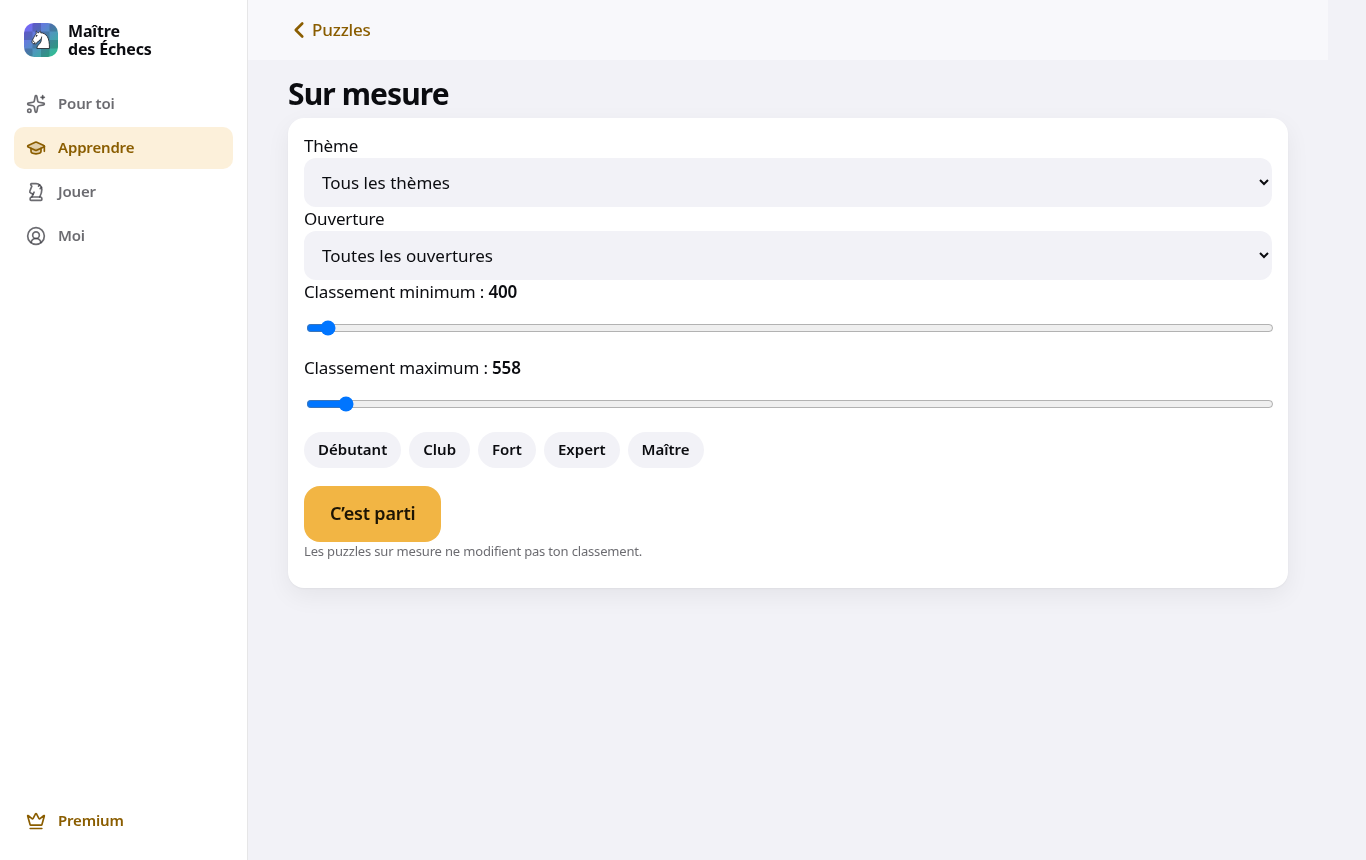 Maître
des Échecs
Pour toi
Apprendre
Jouer
Moi
Premium
Puzzles
Sur mesure
Thème
Tous les thèmes
Ouverture
Toutes les ouvertures
Classement minimum : 400
Classement maximum : 558
Débutant Club Fort Expert Maître
C’est parti
Les puzzles sur mesure ne modifient pas ton classement.